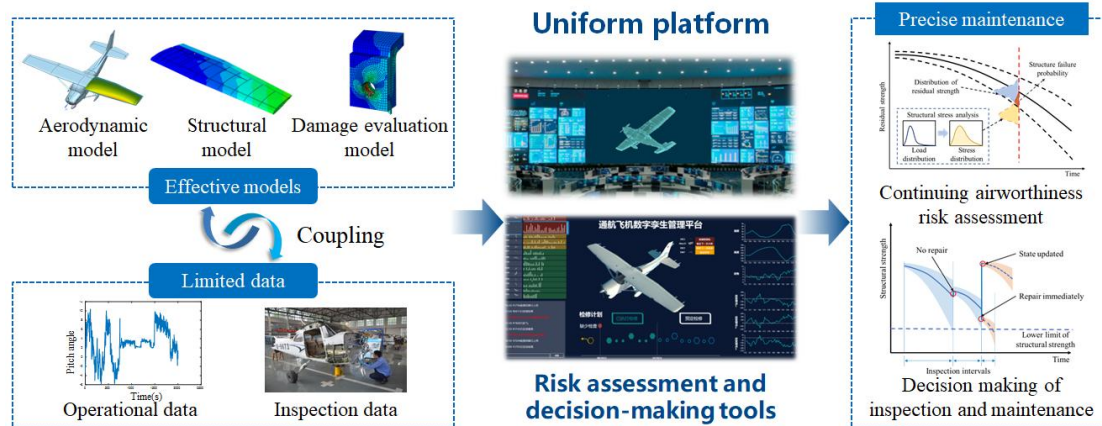 Aerodynamic
model
Structural
model
Damage evaluation
model
Effective models
Coupling
Limited data
Pitch angle
Time(s)
Operational data
Inspection data
Uniform platform
通航飞机数字孪生管理平台
检修计划
Risk assessment and
decision-making tools
Precise maintenance
Residual strength
Structure failure
probability
Distribution of
residual strength
Structural stress analysis
Load
distribution
Stress
distribution
Time
Continuing airworthiness
risk assessment
Structural strength
No repair
State updated
Repair immediately
Lower limit of
structural strength
Time
Inspection intervals
Decision making of
inspection and maintenance